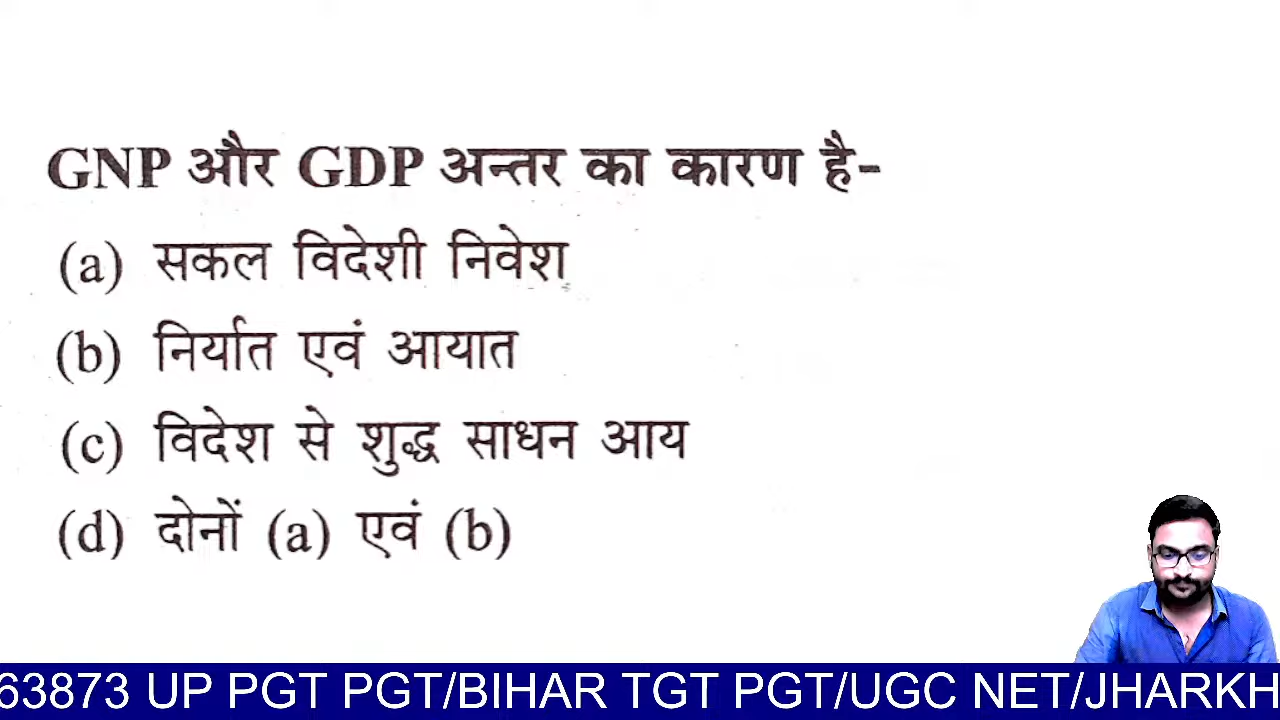 GNP और GDP अन्तर का कारण है-
(a) सकल विदेशी निवेश
(b) निर्यात एवं आयात
(c) विदेश से शुद्ध साधन आय
(d) दोनों (a) एवं (b)
63873 UP PGT PGT/BIHAR TGT PGT/UGC NET/JHARKH